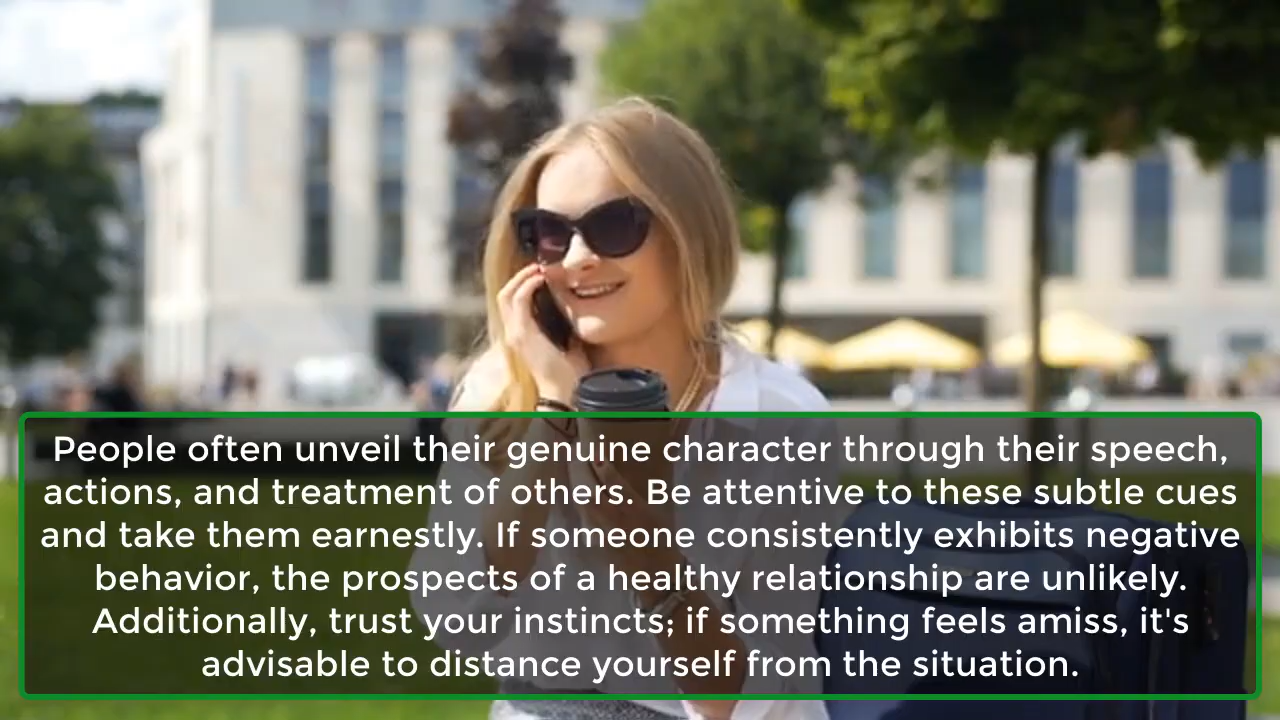 People often unveil their genuine character through their speech,
actions, and treatment of others. Be attentive to these subtle cues
and take them earnestly. If someone consistently exhibits negative
behavior, the prospects of a healthy relationship are unlikely.
Additionally, trust your instincts; if something feels amiss, it's
advisable to distance yourself from the situation.